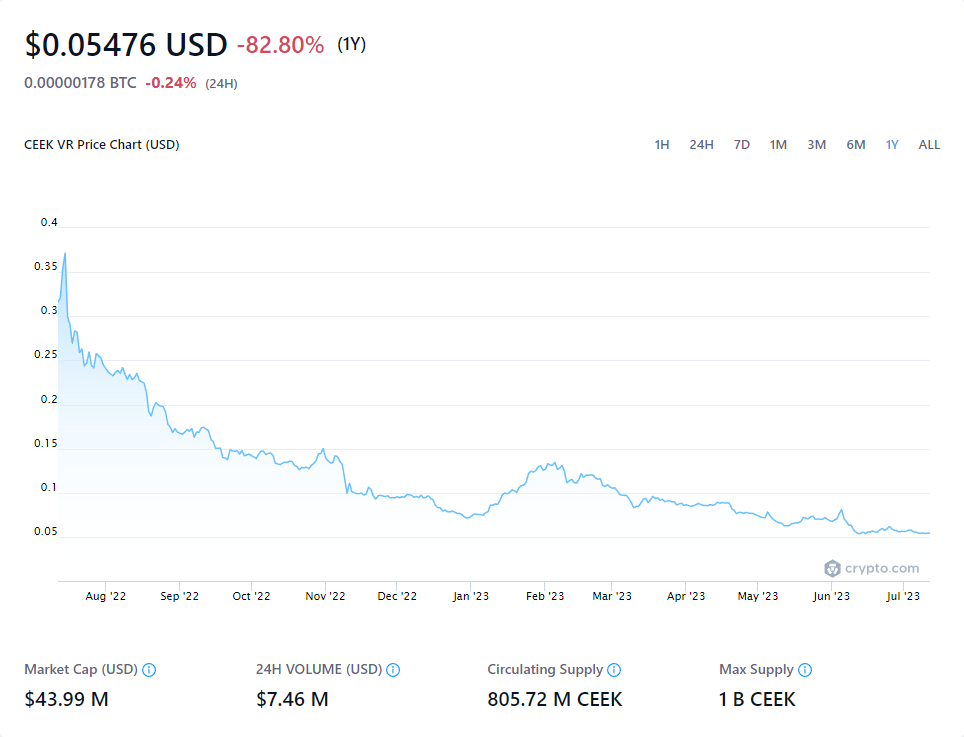 $0.05476 USD -82.80% (1Y)
0.00000178 BTC -0.24% (24H)
CEEK VR Price Chart (USD) 1H 24H 7D 1M 3M 6M 1Y ALL
0.4
0.35
0.3
0.25
0.2
0.15
0.1
0.05
crypto.com
Aug '22 Sep '22 Oct '22 Nov '22 Dec '22 Jan '23 Feb '23 Mar '23 Apr '23 May '23 Jun '23 Jul '23
Market Cap (USD) 24H VOLUME (USD) Circulating Supply Max Supply
$43.99 M $7.46 M 805.72 M CEEK 1 B CEEK